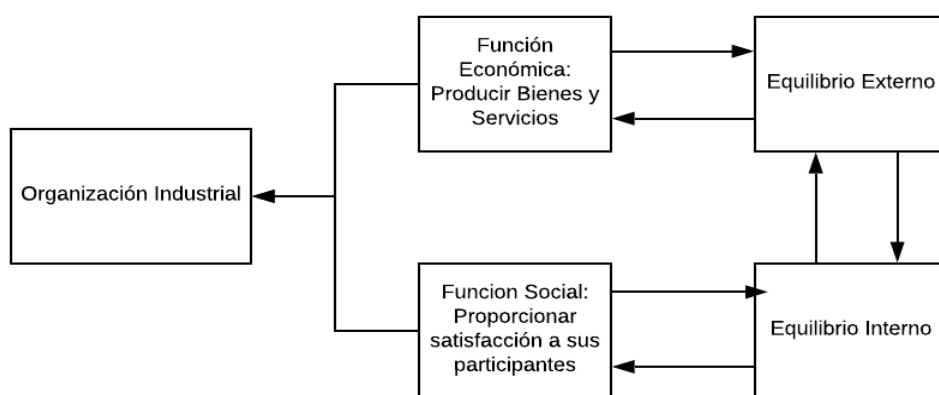 Función
Económica:
Producir Bienes y
Servicios
Equilibrio Externo
Organización Industrial
Funcion Social:
Proporcionar
satisfacción a sus
participantes
Equilibrio Interno